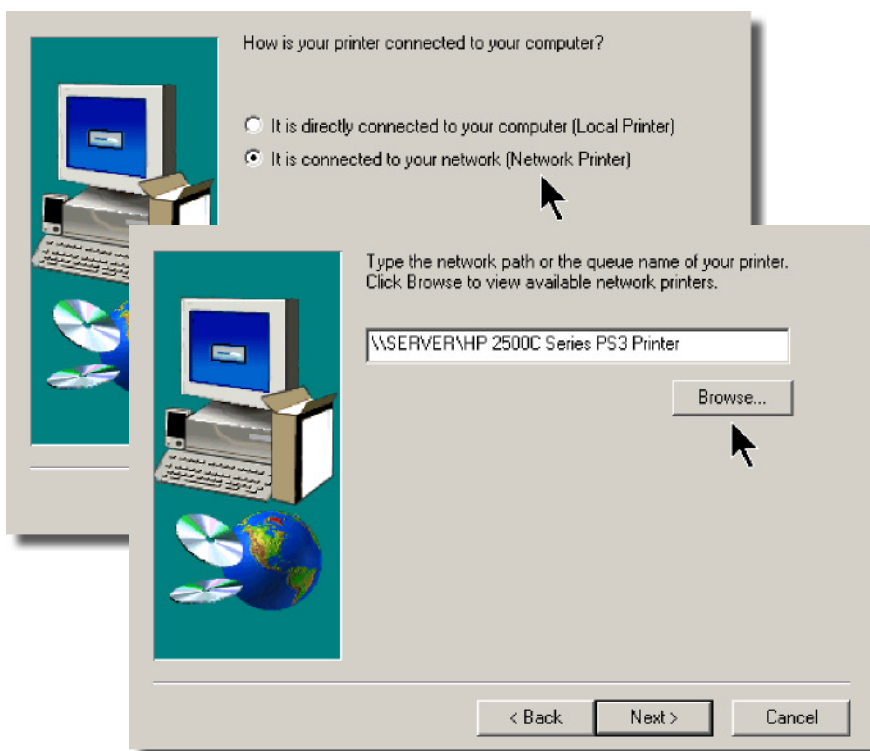 How is your printer connected to your computer?
It is directly connected to your computer (Local Printer)
It is connected to your network (Network Printer)
Type the network path or the queue name of your printer.
Click Browse to view available network printers.
\\SERVER\HP 2500C Series PS3 Printer
Browse...
< Back
Next >
Cancel